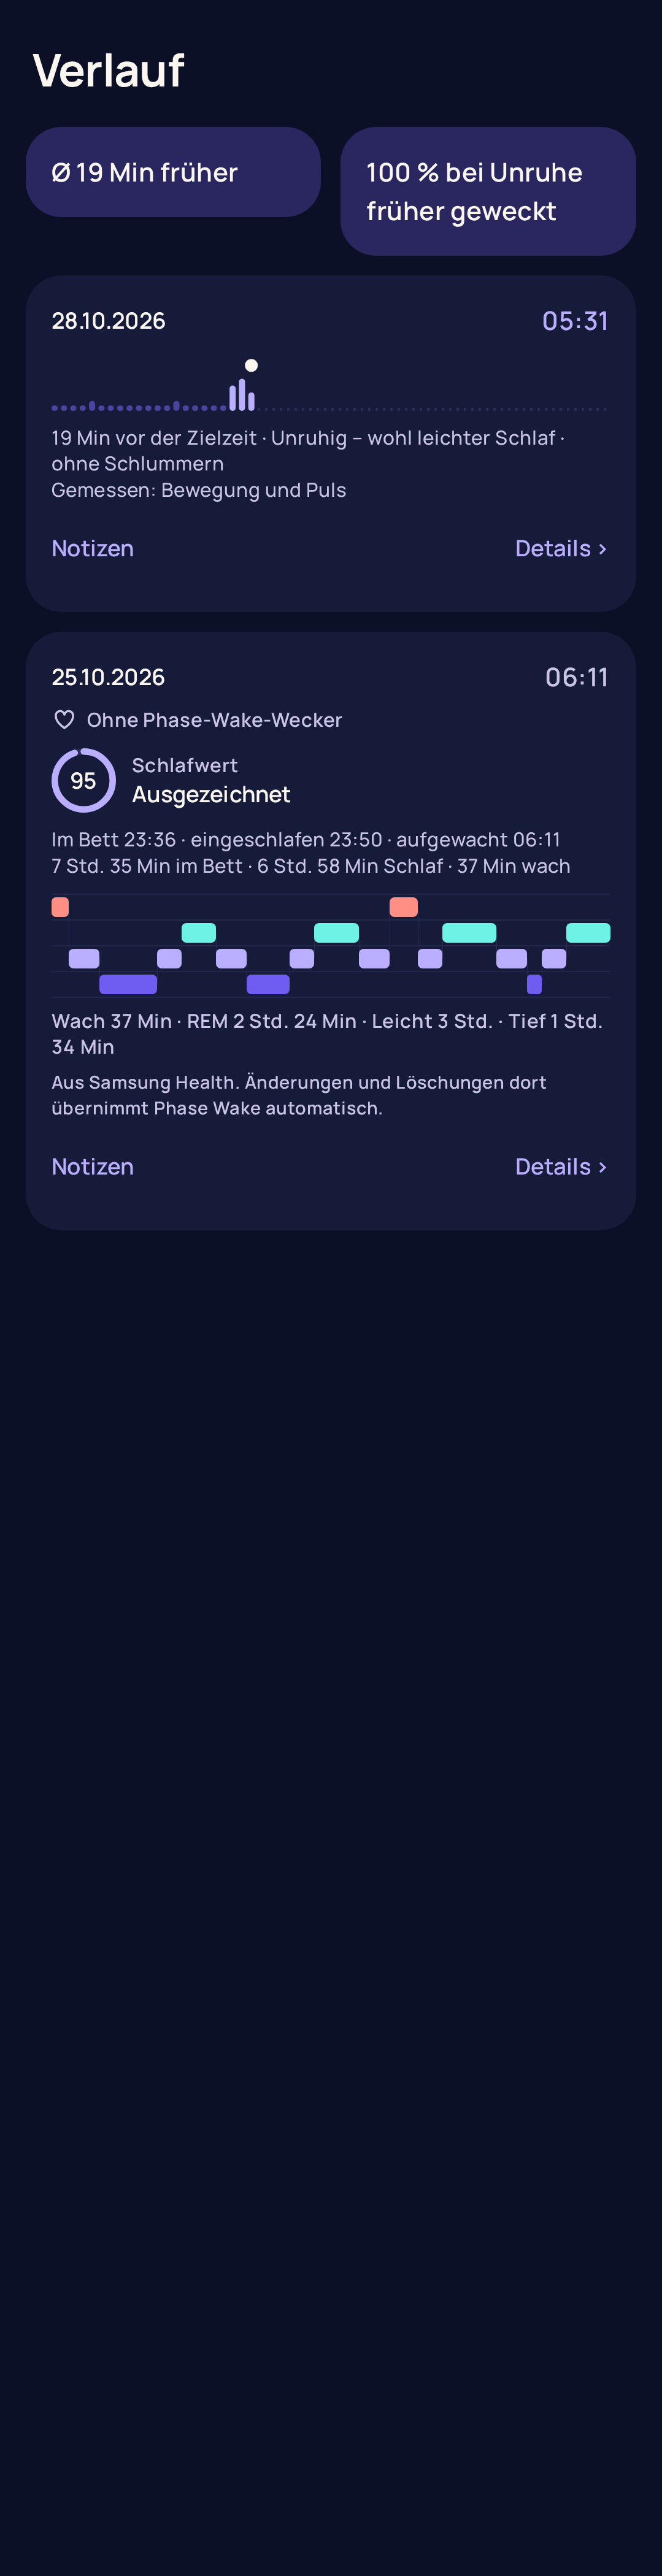 Verlauf
Ø 19 Min früher
100 % bei Unruhe
früher geweckt
28.10.2026
05:31
19 Min vor der Zielzeit · Unruhig – wohl leichter Schlaf ·
ohne Schlummern
Gemessen: Bewegung und Puls
Notizen
Details ›
25.10.2026
06:11
Ohne Phase-Wake-Wecker
95
Schlafwert
Ausgezeichnet
Im Bett 23:36 · eingeschlafen 23:50 · aufgewacht 06:11
7 Std. 35 Min im Bett · 6 Std. 58 Min Schlaf · 37 Min wach
Wach 37 Min · REM 2 Std. 24 Min · Leicht 3 Std. · Tief 1 Std.
34 Min
Aus Samsung Health. Änderungen und Löschungen dort
übernimmt Phase Wake automatisch.
Notizen
Details ›